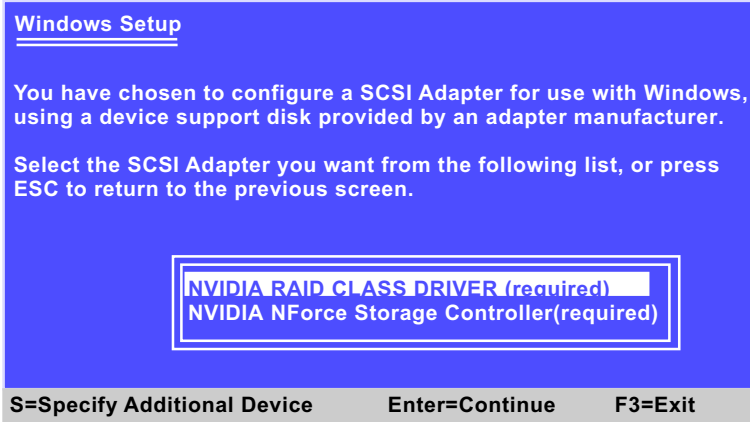 Windows Setup
You have chosen to configure a SCSI Adapter for use with Windows,
using a device support disk provided by an adapter manufacturer.
Select the SCSI Adapter you want from the following list, or press
ESC to return to the previous screen.
NVIDIA RAID CLASS DRIVER (required)
NVIDIA NForce Storage Controller(required)
S=Specify Additional Device Enter=Continue F3=Exit